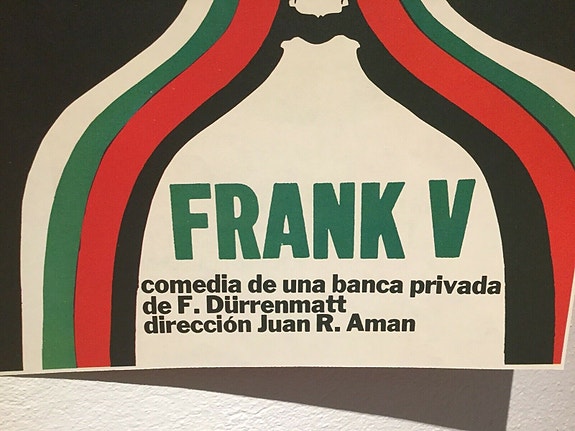 FRANK V
comedia de una banca privada
de F. Dürrenmatt
dirección Juan R. Aman